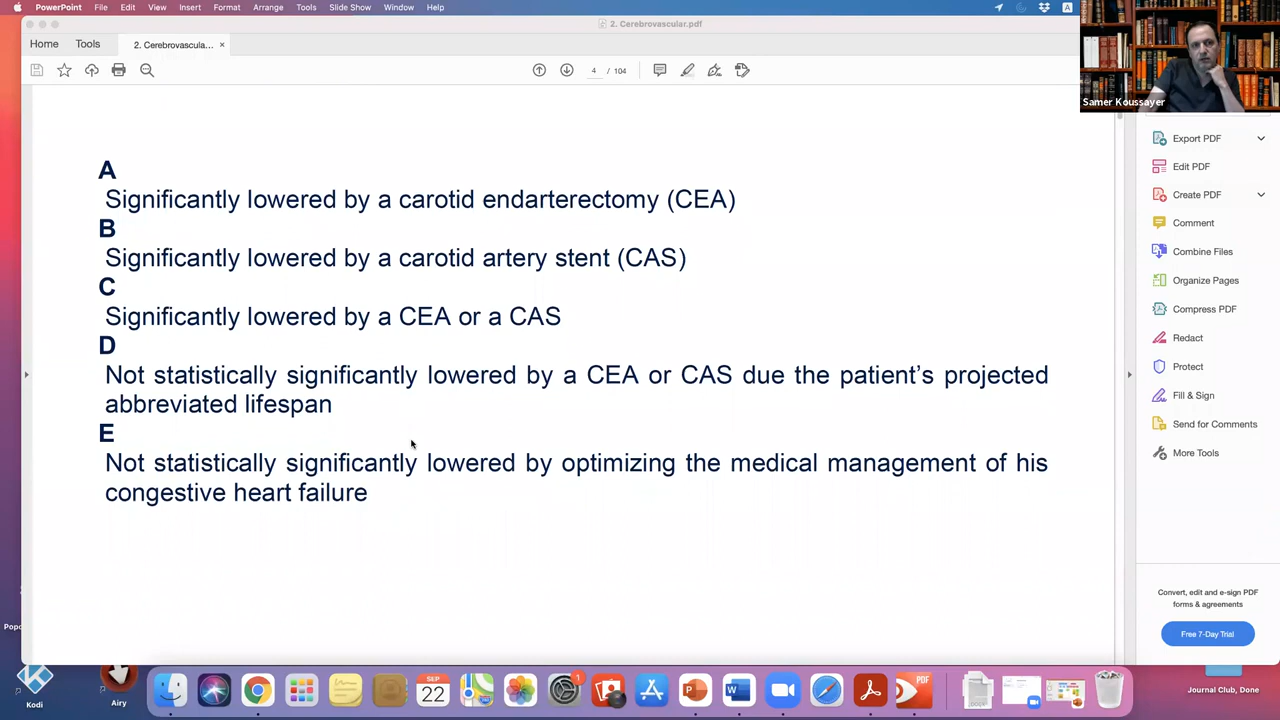 PowerPoint File Edit View Insert Format Arrange Tools Slide Show Window Help
2. Cerebrovascular.pdf
Home Tools 2. Cerebrovascula... ×
4 / 104
Samer Koussayer
A
Significantly lowered by a carotid endarterectomy (CEA)
B
Significantly lowered by a carotid artery stent (CAS)
C
Significantly lowered by a CEA or a CAS
D
Not statistically significantly lowered by a CEA or CAS due the patient's projected
abbreviated lifespan
E
Not statistically significantly lowered by optimizing the medical management of his
congestive heart failure
Export PDF
Edit PDF
Create PDF
Comment
Combine Files
Organize Pages
Compress PDF
Redact
Protect
Fill & Sign
Send for Comments
More Tools
Convert, edit and e-sign PDF
forms & agreements
Free 7-Day Trial
Kodi
Airy
SEP
22
1
PDF
Journal Club, Done